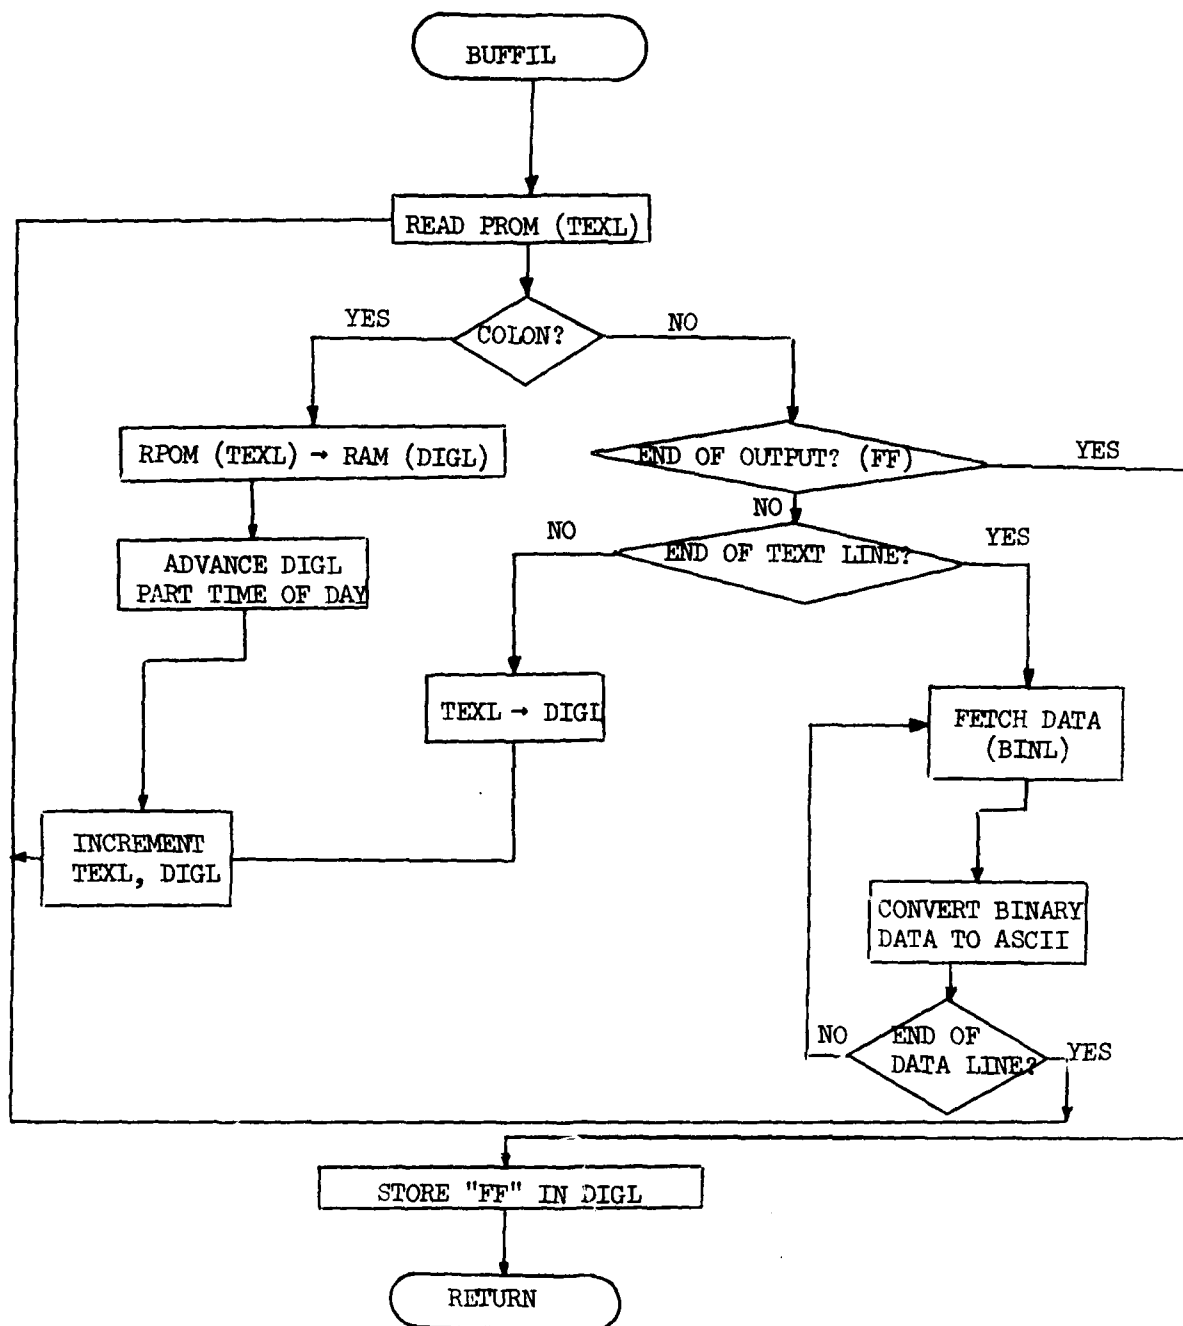 BUFFIL
READ PROM (TEXL)
COLON?
YES
NO
RPOM (TEXL) → RAM (DIGL)
END OF OUTPUT? (FF)
YES
NO
ADVANCE DIGL
PART TIME OF DAY
NO
END OF TEXT LINE?
YES
TEXL → DIGL
FETCH DATA
(BINL)
INCREMENT
TEXL, DIGL
CONVERT BINARY
DATA TO ASCII
NO
END OF
DATA LINE?
YES
STORE "FF" IN DIGL
RETURN